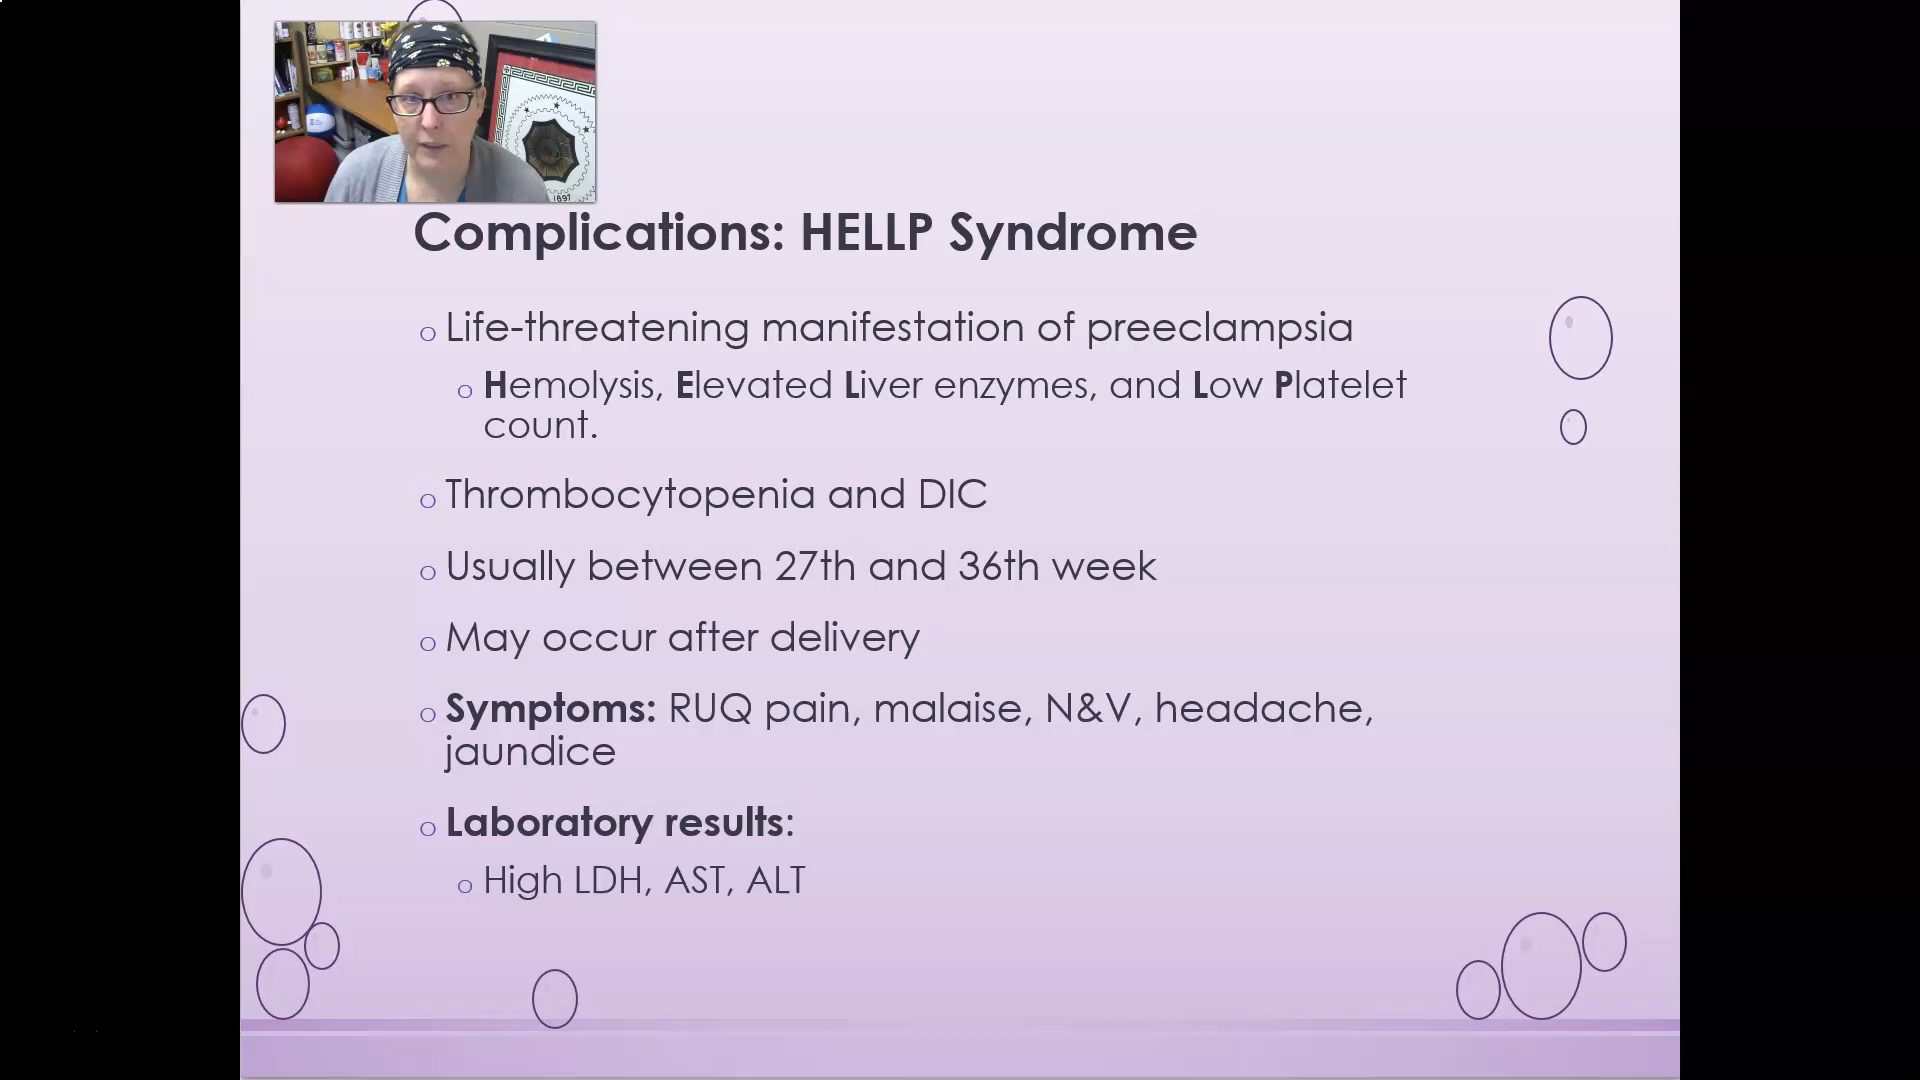 1897
Complications: HELLP Syndrome
Life-threatening manifestation of preeclampsia
Hemolysis, Elevated Liver enzymes, and Low Platelet
count.
Thrombocytopenia and DIC
Usually between 27th and 36th week
May occur after delivery
Symptoms: RUQ pain, malaise, N&V, headache,
jaundice
Laboratory results:
High LDH, AST, ALT